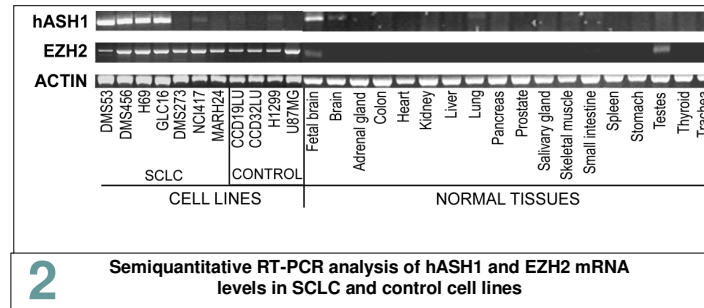 hASH1
EZH2
ACTIN
DMS53
DMS456
H69
GLC16
DMS273
NCI417
MARH24
CCD19LU
CCD32LU
H1299
U87MG
Fetal brain
Brain
Adrenal gland
Colon
Heart
Kidney
Liver
Lung
Pancreas
Prostate
Salivary gland
Skeletal muscle
Small intestine
Spleen
Stomach
Testes
Thyroid
Trachea
SCLC
CONTROL
CELL LINES
NORMAL TISSUES
2
Semiquantitative RT-PCR analysis of hASH1 and EZH2 mRNA
levels in SCLC and control cell lines